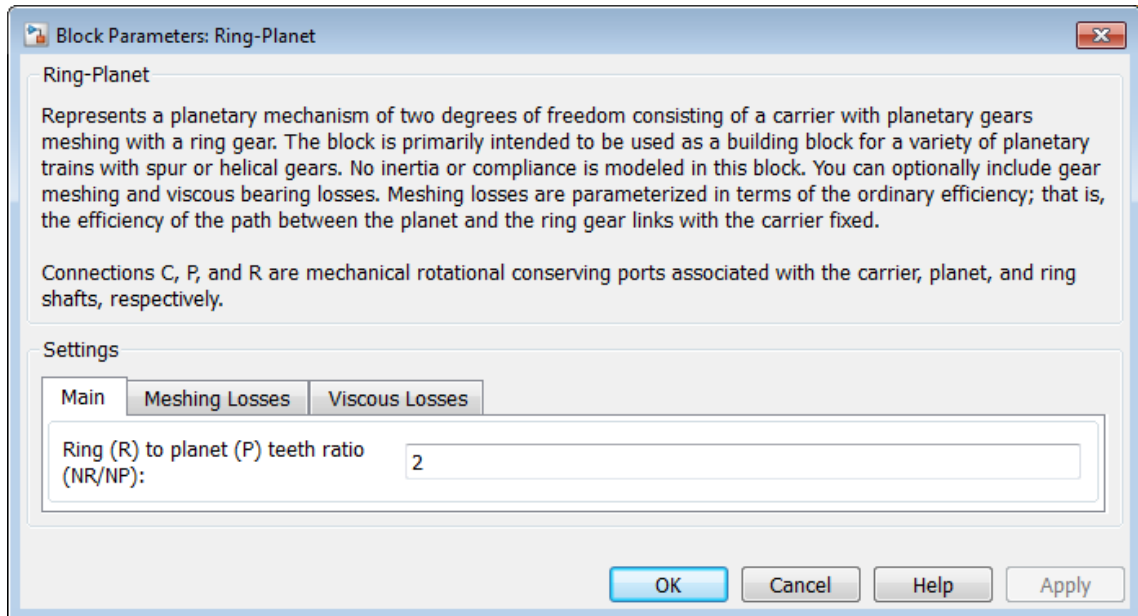 Block Parameters: Ring-Planet
Ring-Planet
Represents a planetary mechanism of two degrees of freedom consisting of a carrier with planetary gears
meshing with a ring gear. The block is primarily intended to be used as a building block for a variety of planetary
trains with spur or helical gears. No inertia or compliance is modeled in this block. You can optionally include gear
meshing and viscous bearing losses. Meshing losses are parameterized in terms of the ordinary efficiency; that is,
the efficiency of the path between the planet and the ring gear links with the carrier fixed.
Connections C, P, and R are mechanical rotational conserving ports associated with the carrier, planet, and ring
shafts, respectively.
Settings
Main Meshing Losses Viscous Losses
Ring (R) to planet (P) teeth ratio
(NR/NP):
2
OK Cancel Help Apply